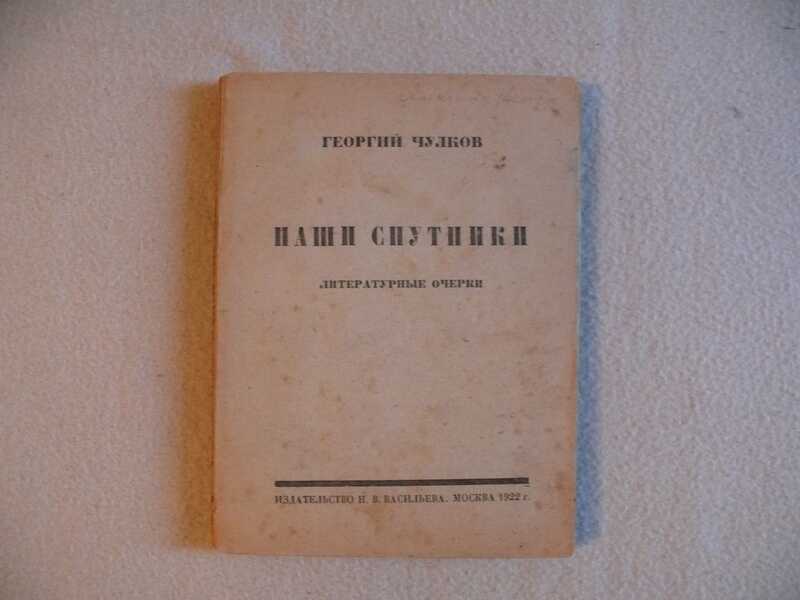 ГЕОРГИЙ ЧУЛКОВ
НАШИ СПУТНИКИ
ЛИТЕРАТУРНЫЕ ОЧЕРКИ
ИЗДАТЕЛЬСТВО Н. В. ВАСИЛЬЕВА. МОСКВА 1922 г.